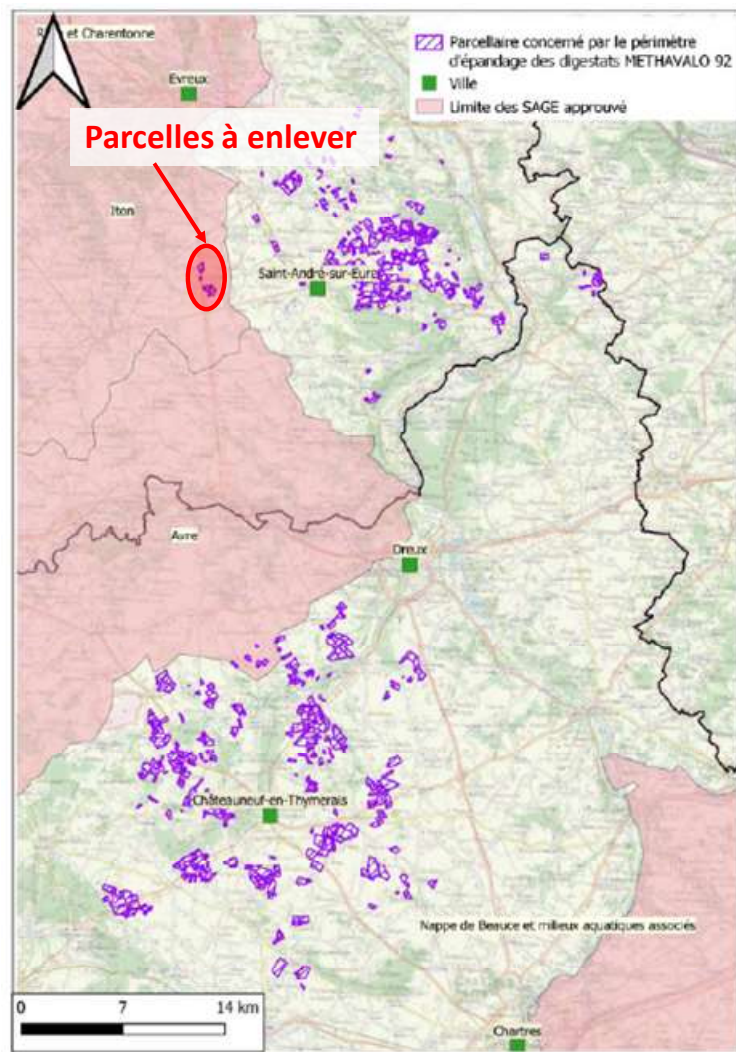 et Charentonne
Parcellaire concerné par le périmètre
d'épandage des digestats METHAVALO 92
Ville
Limite des SAGE approuvé
Evreux
Parcelles à enlever
Iton
Saint-André-sur-Eure
Avre
Dreux
Châteauneuf-en-Thymerais
Nappe de Beauce et milieux aquatiques associés
0 7 14 km
Chartres